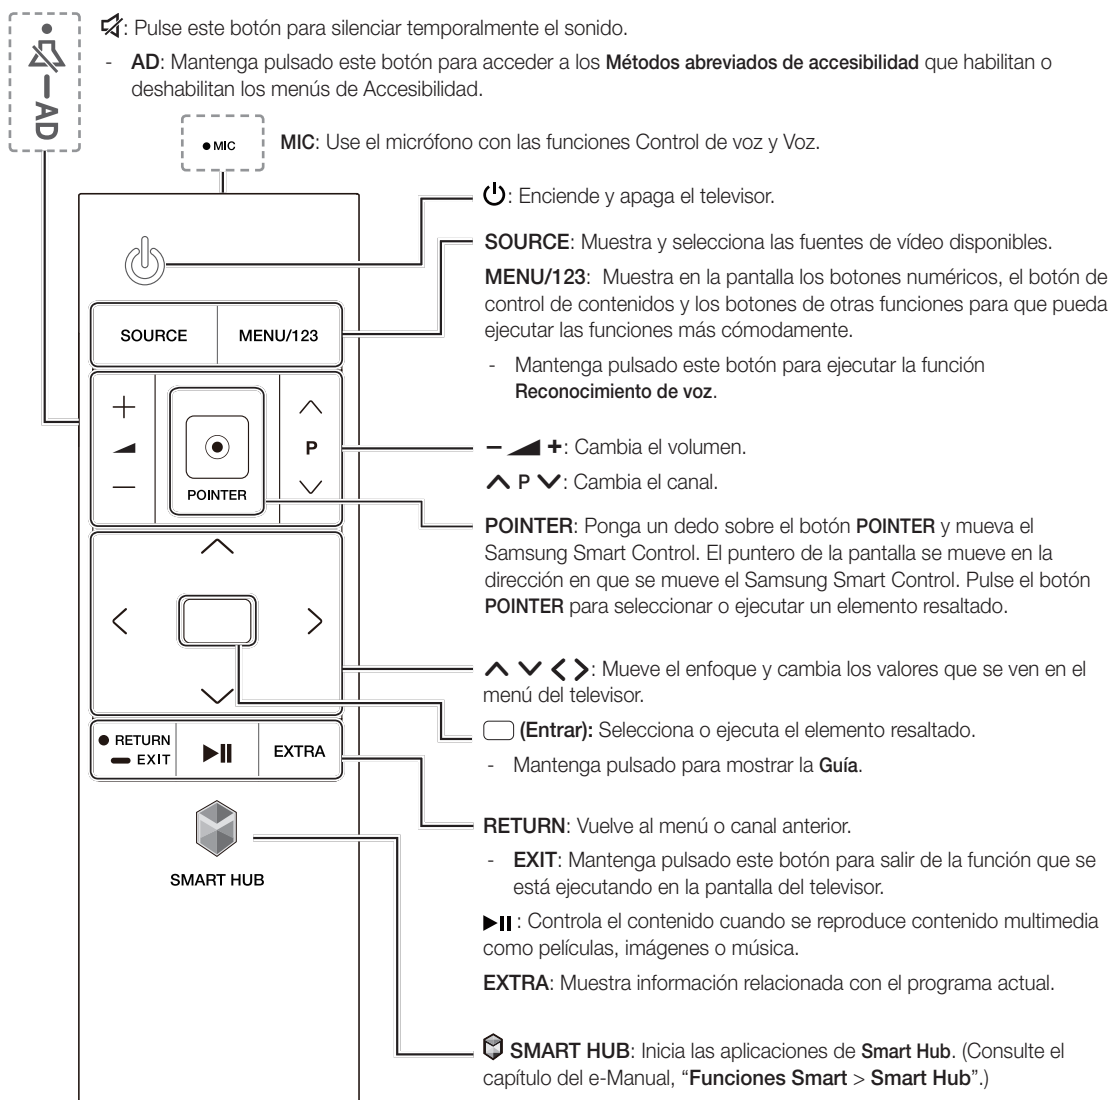 : Pulse este botón para silenciar temporalmente el sonido.
- AD: Mantenga pulsado este botón para acceder a los Métodos abreviados de accesibilidad que habilitan o
deshabilitan los menús de Accesibilidad.
AD
MIC
MIC: Use el micrófono con las funciones Control de voz y Voz.
: Enciende y apaga el televisor.
SOURCE: Muestra y selecciona las fuentes de vídeo disponibles.
MENU/123: Muestra en la pantalla los botones numéricos, el botón de
control de contenidos y los botones de otras funciones para que pueda
ejecutar las funciones más cómodamente.
- Mantenga pulsado este botón para ejecutar la función
Reconocimiento de voz.
SOURCE
MENU/123
+
P
—
POINTER
− +: Cambia el volumen.
P : Cambia el canal.
POINTER: Ponga un dedo sobre el botón POINTER y mueva el
Samsung Smart Control. El puntero de la pantalla se mueve en la
dirección en que se mueve el Samsung Smart Control. Pulse el botón
POINTER para seleccionar o ejecutar un elemento resaltado.
: Mueve el enfoque y cambia los valores que se ven en el
menú del televisor.
(Entrar): Selecciona o ejecuta el elemento resaltado.
- Mantenga pulsado para mostrar la Guía.
RETURN
EXIT
EXTRA
SMART HUB
RETURN: Vuelve al menú o canal anterior.
- EXIT: Mantenga pulsado este botón para salir de la función que se
está ejecutando en la pantalla del televisor.
: Controla el contenido cuando se reproduce contenido multimedia
como películas, imágenes o música.
EXTRA: Muestra información relacionada con el programa actual.
SMART HUB: Inicia las aplicaciones de Smart Hub. (Consulte el
capítulo del e-Manual, “Funciones Smart > Smart Hub”.)